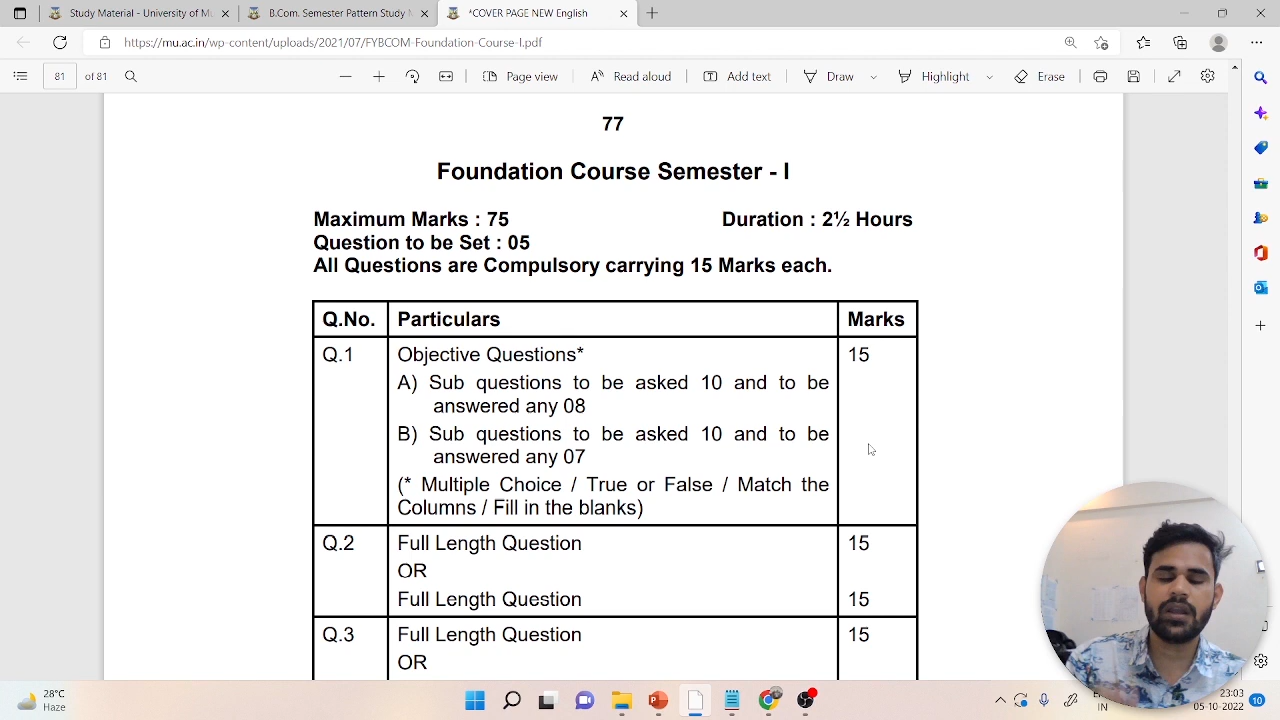 Study Material - University of Mu
B.Com. Semester Pattern Study M
*COVER PAGE NEW English
https://mu.ac.in/wp-content/uploads/2021/07/FYBCOM-Foundation-Course-I.pdf
81 of 81
Page view
Read aloud
Add text
Draw
Highlight
Erase
77
Foundation Course Semester - I
Maximum Marks : 75 Duration : 2½ Hours
Question to be Set : 05
All Questions are Compulsory carrying 15 Marks each.
Q.No. Particulars Marks
Q.1 Objective Questions* 15
A) Sub questions to be asked 10 and to be
answered any 08
B) Sub questions to be asked 10 and to be
answered any 07
(* Multiple Choice / True or False / Match the
Columns / Fill in the blanks)
Q.2 Full Length Question 15
OR
Full Length Question 15
Q.3 Full Length Question 15
OR
28°C
Haze
IN
23:03
05-10-2022
10